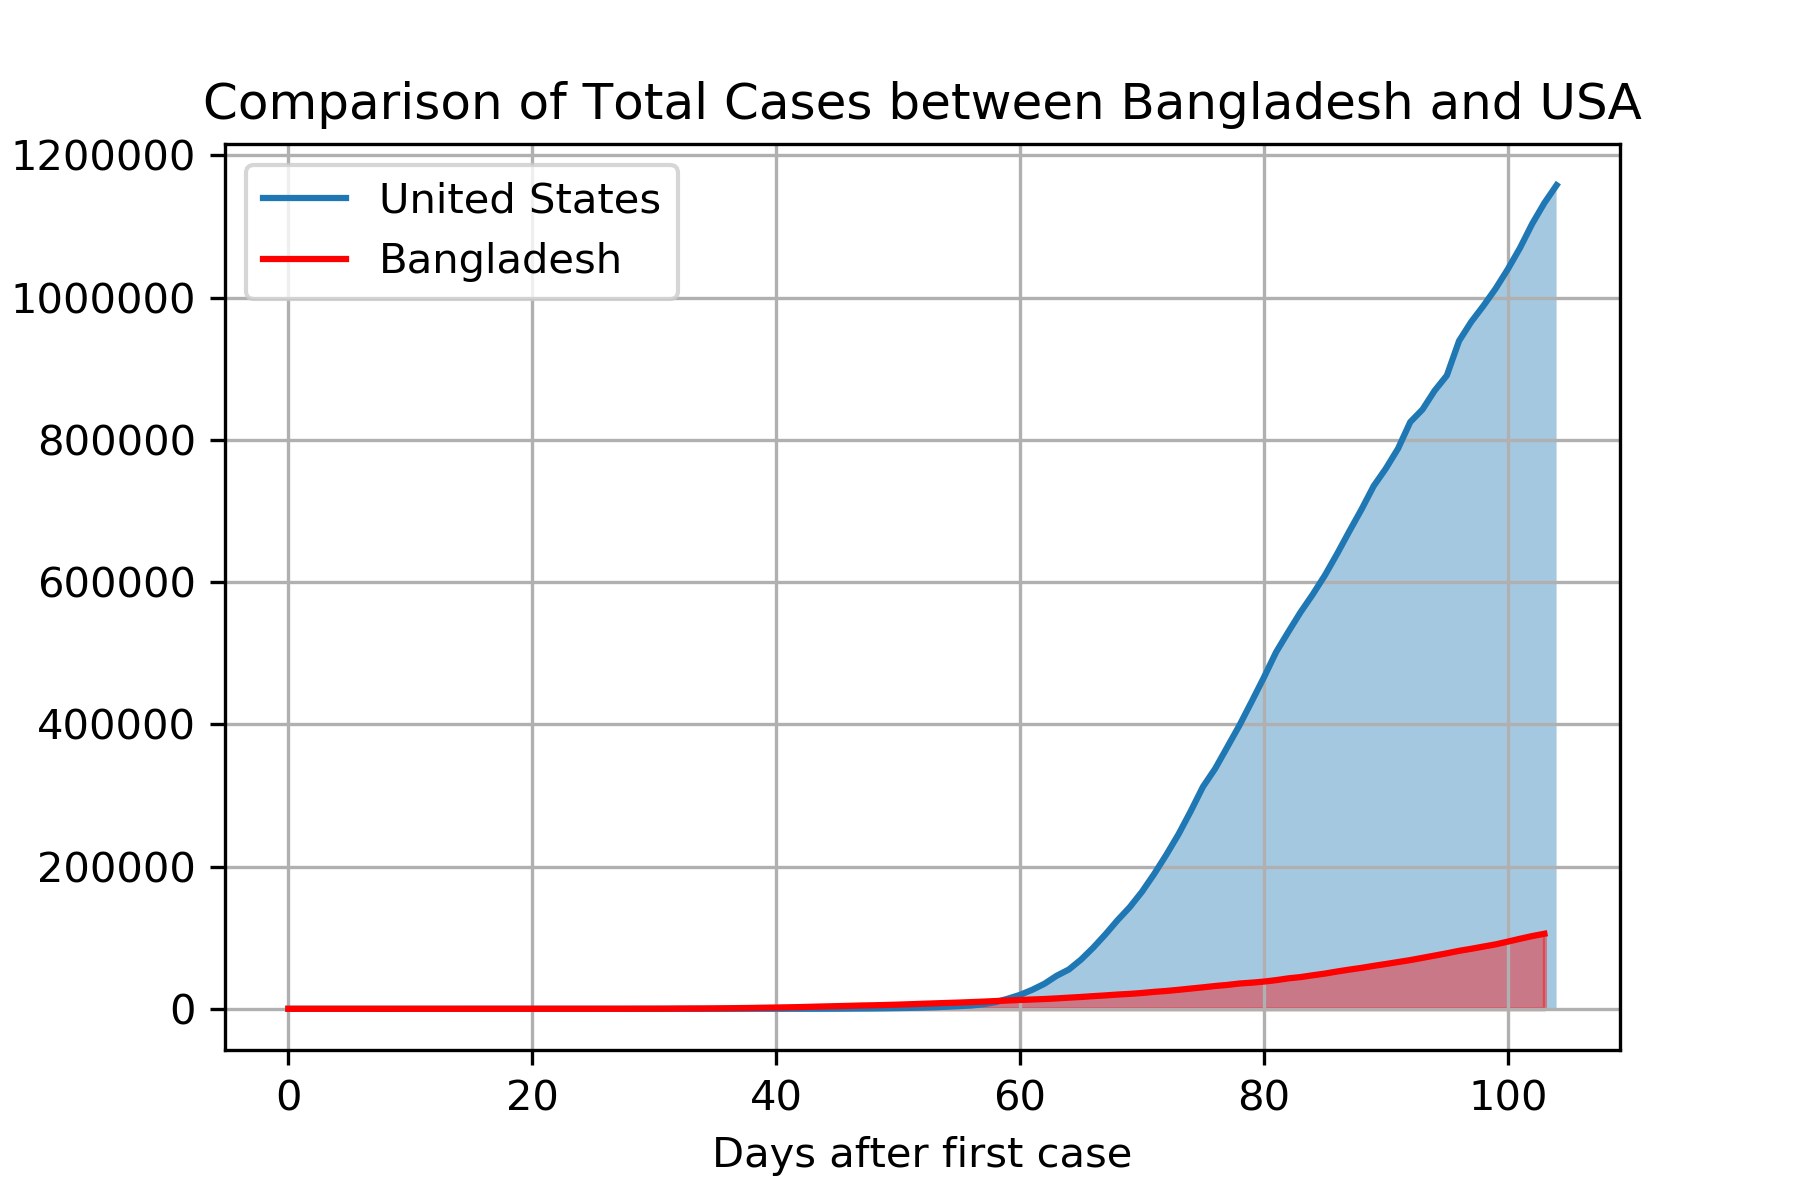 Comparison of Total Cases between Bangladesh and USA
1200000
1000000
800000
600000
400000
200000
0
United States
Bangladesh
0 20 40 60 80 100
Days after first case